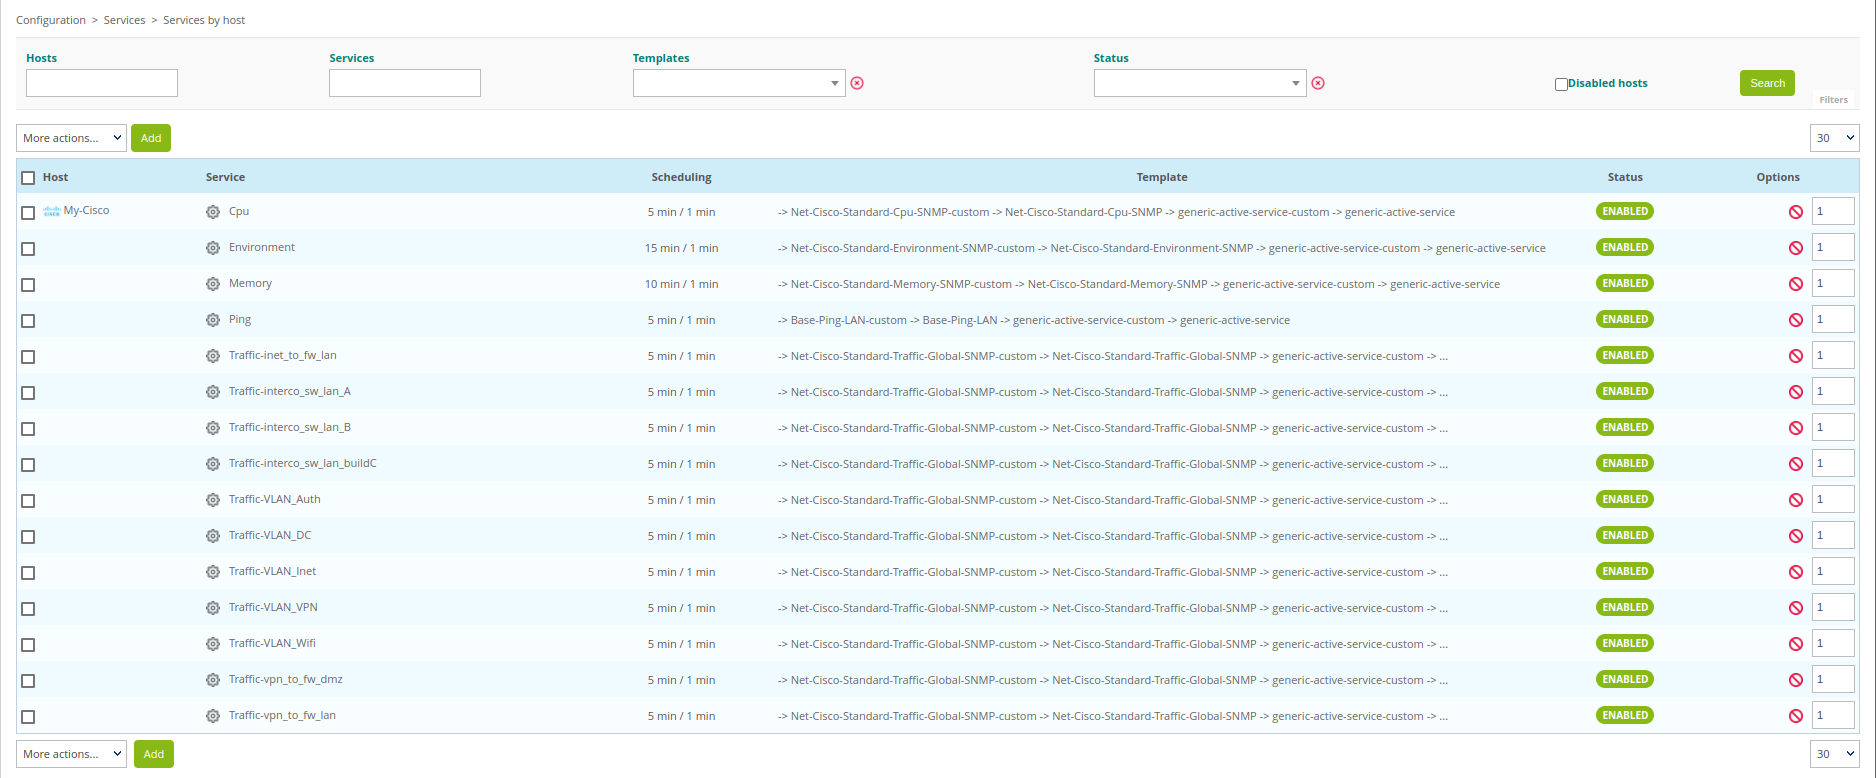 Configuration > Services > Services by host
Hosts Services Templates Status
Disabled hosts Search
Filters
More actions... Add 30
Host Service Scheduling Template Status Options
CISCO My-Cisco Cpu 5 min / 1 min -> Net-Cisco-Standard-Cpu-SNMP-custom -> Net-Cisco-Standard-Cpu-SNMP -> generic-active-service-custom -> generic-active-service ENABLED 1
Environment 15 min / 1 min -> Net-Cisco-Standard-Environment-SNMP-custom -> Net-Cisco-Standard-Environment-SNMP -> generic-active-service-custom -> generic-active-service ENABLED 1
Memory 10 min / 1 min -> Net-Cisco-Standard-Memory-SNMP-custom -> Net-Cisco-Standard-Memory-SNMP -> generic-active-service-custom -> generic-active-service ENABLED 1
Ping 5 min / 1 min -> Base-Ping-LAN-custom -> Base-Ping-LAN -> generic-active-service-custom -> generic-active-service ENABLED 1
Traffic-inet_to_fw_lan 5 min / 1 min -> Net-Cisco-Standard-Traffic-Global-SNMP-custom -> Net-Cisco-Standard-Traffic-Global-SNMP -> generic-active-service-custom -> ... ENABLED 1
Traffic-interco_sw_lan_A 5 min / 1 min -> Net-Cisco-Standard-Traffic-Global-SNMP-custom -> Net-Cisco-Standard-Traffic-Global-SNMP -> generic-active-service-custom -> ... ENABLED 1
Traffic-interco_sw_lan_B 5 min / 1 min -> Net-Cisco-Standard-Traffic-Global-SNMP-custom -> Net-Cisco-Standard-Traffic-Global-SNMP -> generic-active-service-custom -> ... ENABLED 1
Traffic-interco_sw_lan_buildC 5 min / 1 min -> Net-Cisco-Standard-Traffic-Global-SNMP-custom -> Net-Cisco-Standard-Traffic-Global-SNMP -> generic-active-service-custom -> ... ENABLED 1
Traffic-VLAN_Auth 5 min / 1 min -> Net-Cisco-Standard-Traffic-Global-SNMP-custom -> Net-Cisco-Standard-Traffic-Global-SNMP -> generic-active-service-custom -> ... ENABLED 1
Traffic-VLAN_DC 5 min / 1 min -> Net-Cisco-Standard-Traffic-Global-SNMP-custom -> Net-Cisco-Standard-Traffic-Global-SNMP -> generic-active-service-custom -> ... ENABLED 1
Traffic-VLAN_Inet 5 min / 1 min -> Net-Cisco-Standard-Traffic-Global-SNMP-custom -> Net-Cisco-Standard-Traffic-Global-SNMP -> generic-active-service-custom -> ... ENABLED 1
Traffic-VLAN_VPN 5 min / 1 min -> Net-Cisco-Standard-Traffic-Global-SNMP-custom -> Net-Cisco-Standard-Traffic-Global-SNMP -> generic-active-service-custom -> ... ENABLED 1
Traffic-VLAN_Wifi 5 min / 1 min -> Net-Cisco-Standard-Traffic-Global-SNMP-custom -> Net-Cisco-Standard-Traffic-Global-SNMP -> generic-active-service-custom -> ... ENABLED 1
Traffic-vpn_to_fw_dmz 5 min / 1 min -> Net-Cisco-Standard-Traffic-Global-SNMP-custom -> Net-Cisco-Standard-Traffic-Global-SNMP -> generic-active-service-custom -> ... ENABLED 1
Traffic-vpn_to_fw_lan 5 min / 1 min -> Net-Cisco-Standard-Traffic-Global-SNMP-custom -> Net-Cisco-Standard-Traffic-Global-SNMP -> generic-active-service-custom -> ... ENABLED 1
More actions... Add 30